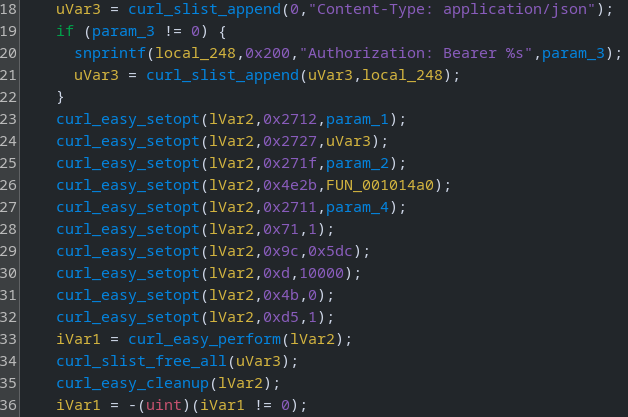 18 uVar3 = curl_slist_append(0,"Content-Type: application/json");
19 if (param_3 != 0) {
20 snprintf(local_248,0x200,"Authorization: Bearer %s",param_3);
21 uVar3 = curl_slist_append(uVar3,local_248);
22 }
23 curl_easy_setopt(lVar2,0x2712,param_1);
24 curl_easy_setopt(lVar2,0x2727,uVar3);
25 curl_easy_setopt(lVar2,0x271f,param_2);
26 curl_easy_setopt(lVar2,0x4e2b,FUN_001014a0);
27 curl_easy_setopt(lVar2,0x2711,param_4);
28 curl_easy_setopt(lVar2,0x71,1);
29 curl_easy_setopt(lVar2,0x9c,0x5dc);
30 curl_easy_setopt(lVar2,0xd,10000);
31 curl_easy_setopt(lVar2,0x4b,0);
32 curl_easy_setopt(lVar2,0xd5,1);
33 iVar1 = curl_easy_perform(lVar2);
34 curl_slist_free_all(uVar3);
35 curl_easy_cleanup(lVar2);
36 iVar1 = -(uint)(iVar1 != 0);